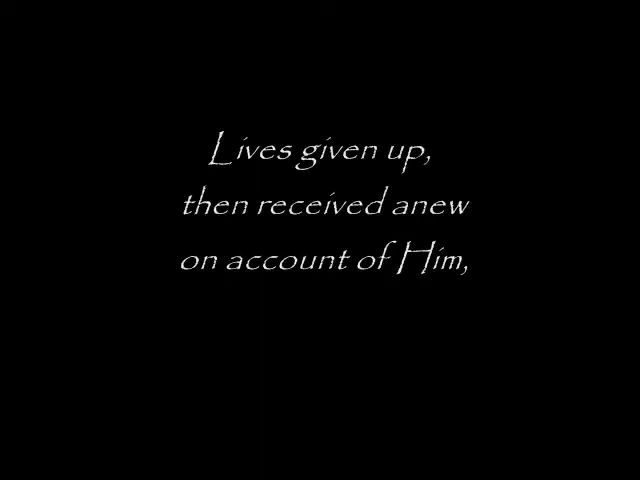 Lives given up,
then received anew
on account of Him,